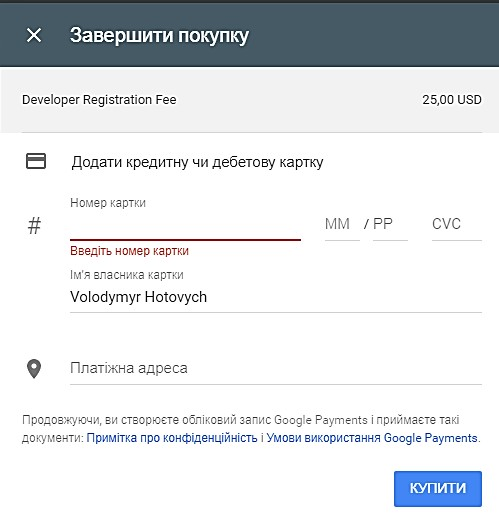 Завершити покупку
Developer Registration Fee 25,00 USD
Додати кредитну чи дебетову картку
Номер картки
# MM / РР CVC
Введіть номер картки
Ім'я власника картки
Volodymyr Hotovych
Платіжна адреса
Продовжуючи, ви створюєте обліковий запис Google Payments і приймаєте такі
документи: Примітка про конфіденційність і Умови використання Google Payments.
КУПИТИ